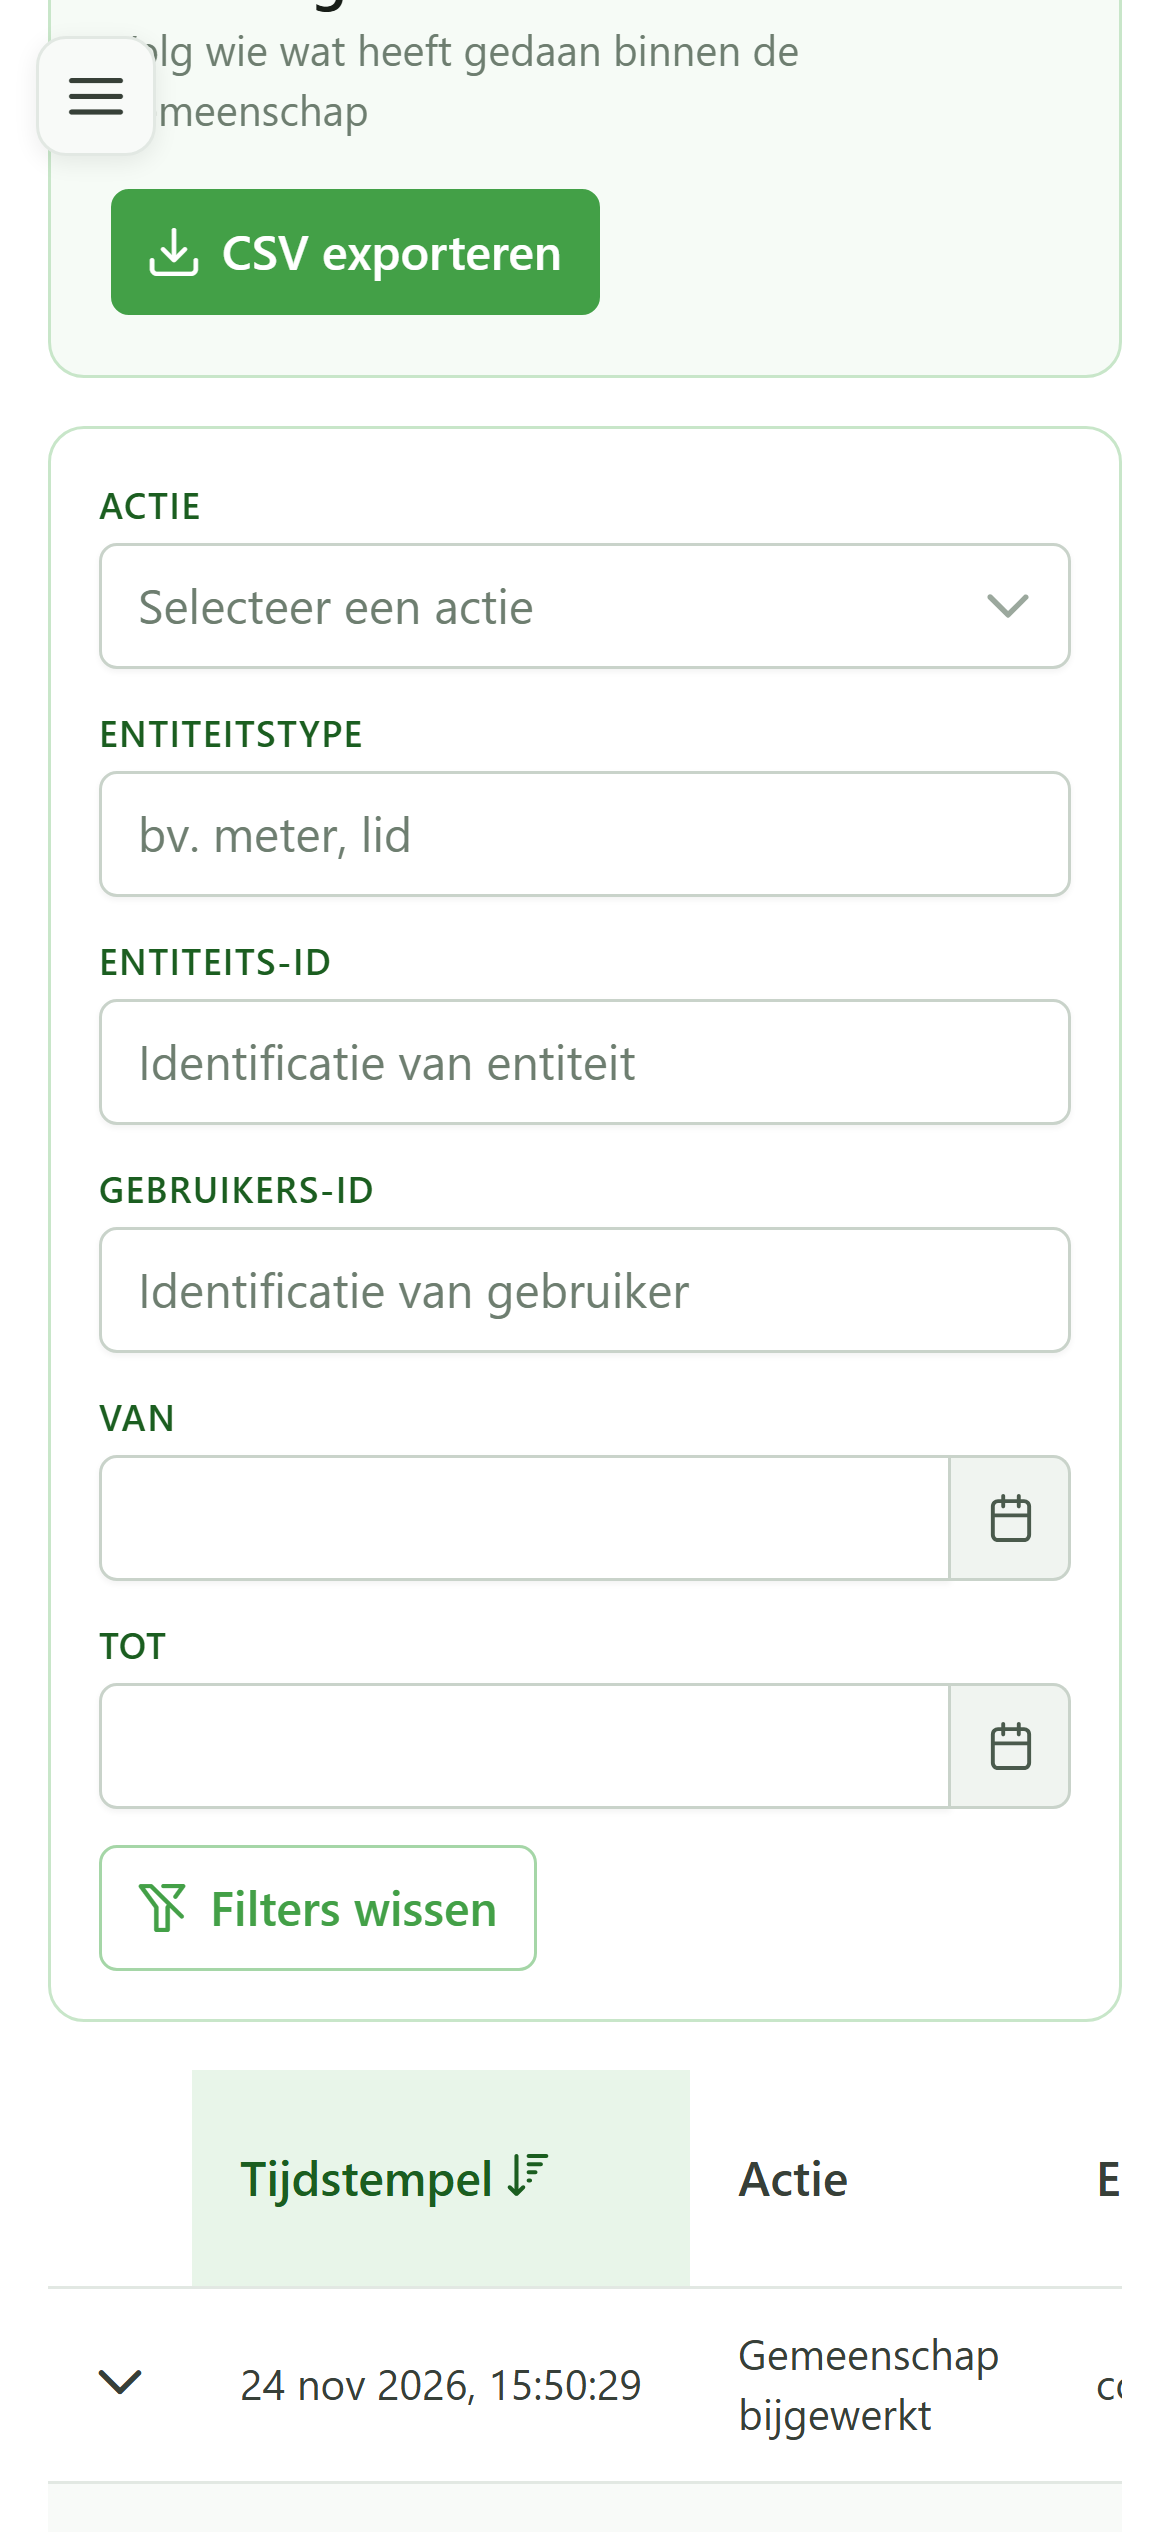 wie wat heeft gedaan binnen de
CSV exporteren
ACTIE
Selecteer een actie
ENTITEITSTYPE
bv. meter, lid
ENTITEITS-ID
Identificatie van entiteit
GEBRUIKERS-ID
Identificatie van gebruiker
VAN
TOT
Filters wissen
Tijdstempel Actie
24 nov 2026, 15:50:29 Gemeenschap
bijgewerkt